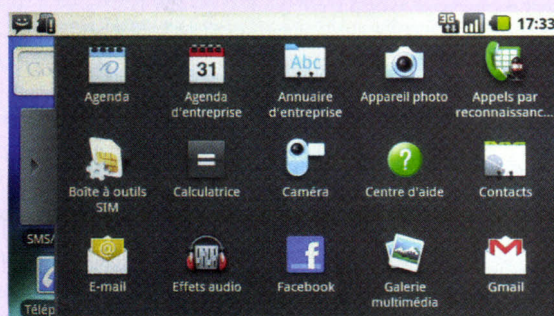 3G 17:33
31 Abc
Agenda Agenda d'entreprise Annuaire d'entreprise Appareil photo Appels par reconnaissanc...
Boîte à outils SIM Calculatrice Caméra Centre d'aide Contacts
SMS/
E-mail Effets audio Facebook Galerie multimédia Gmail
Télép